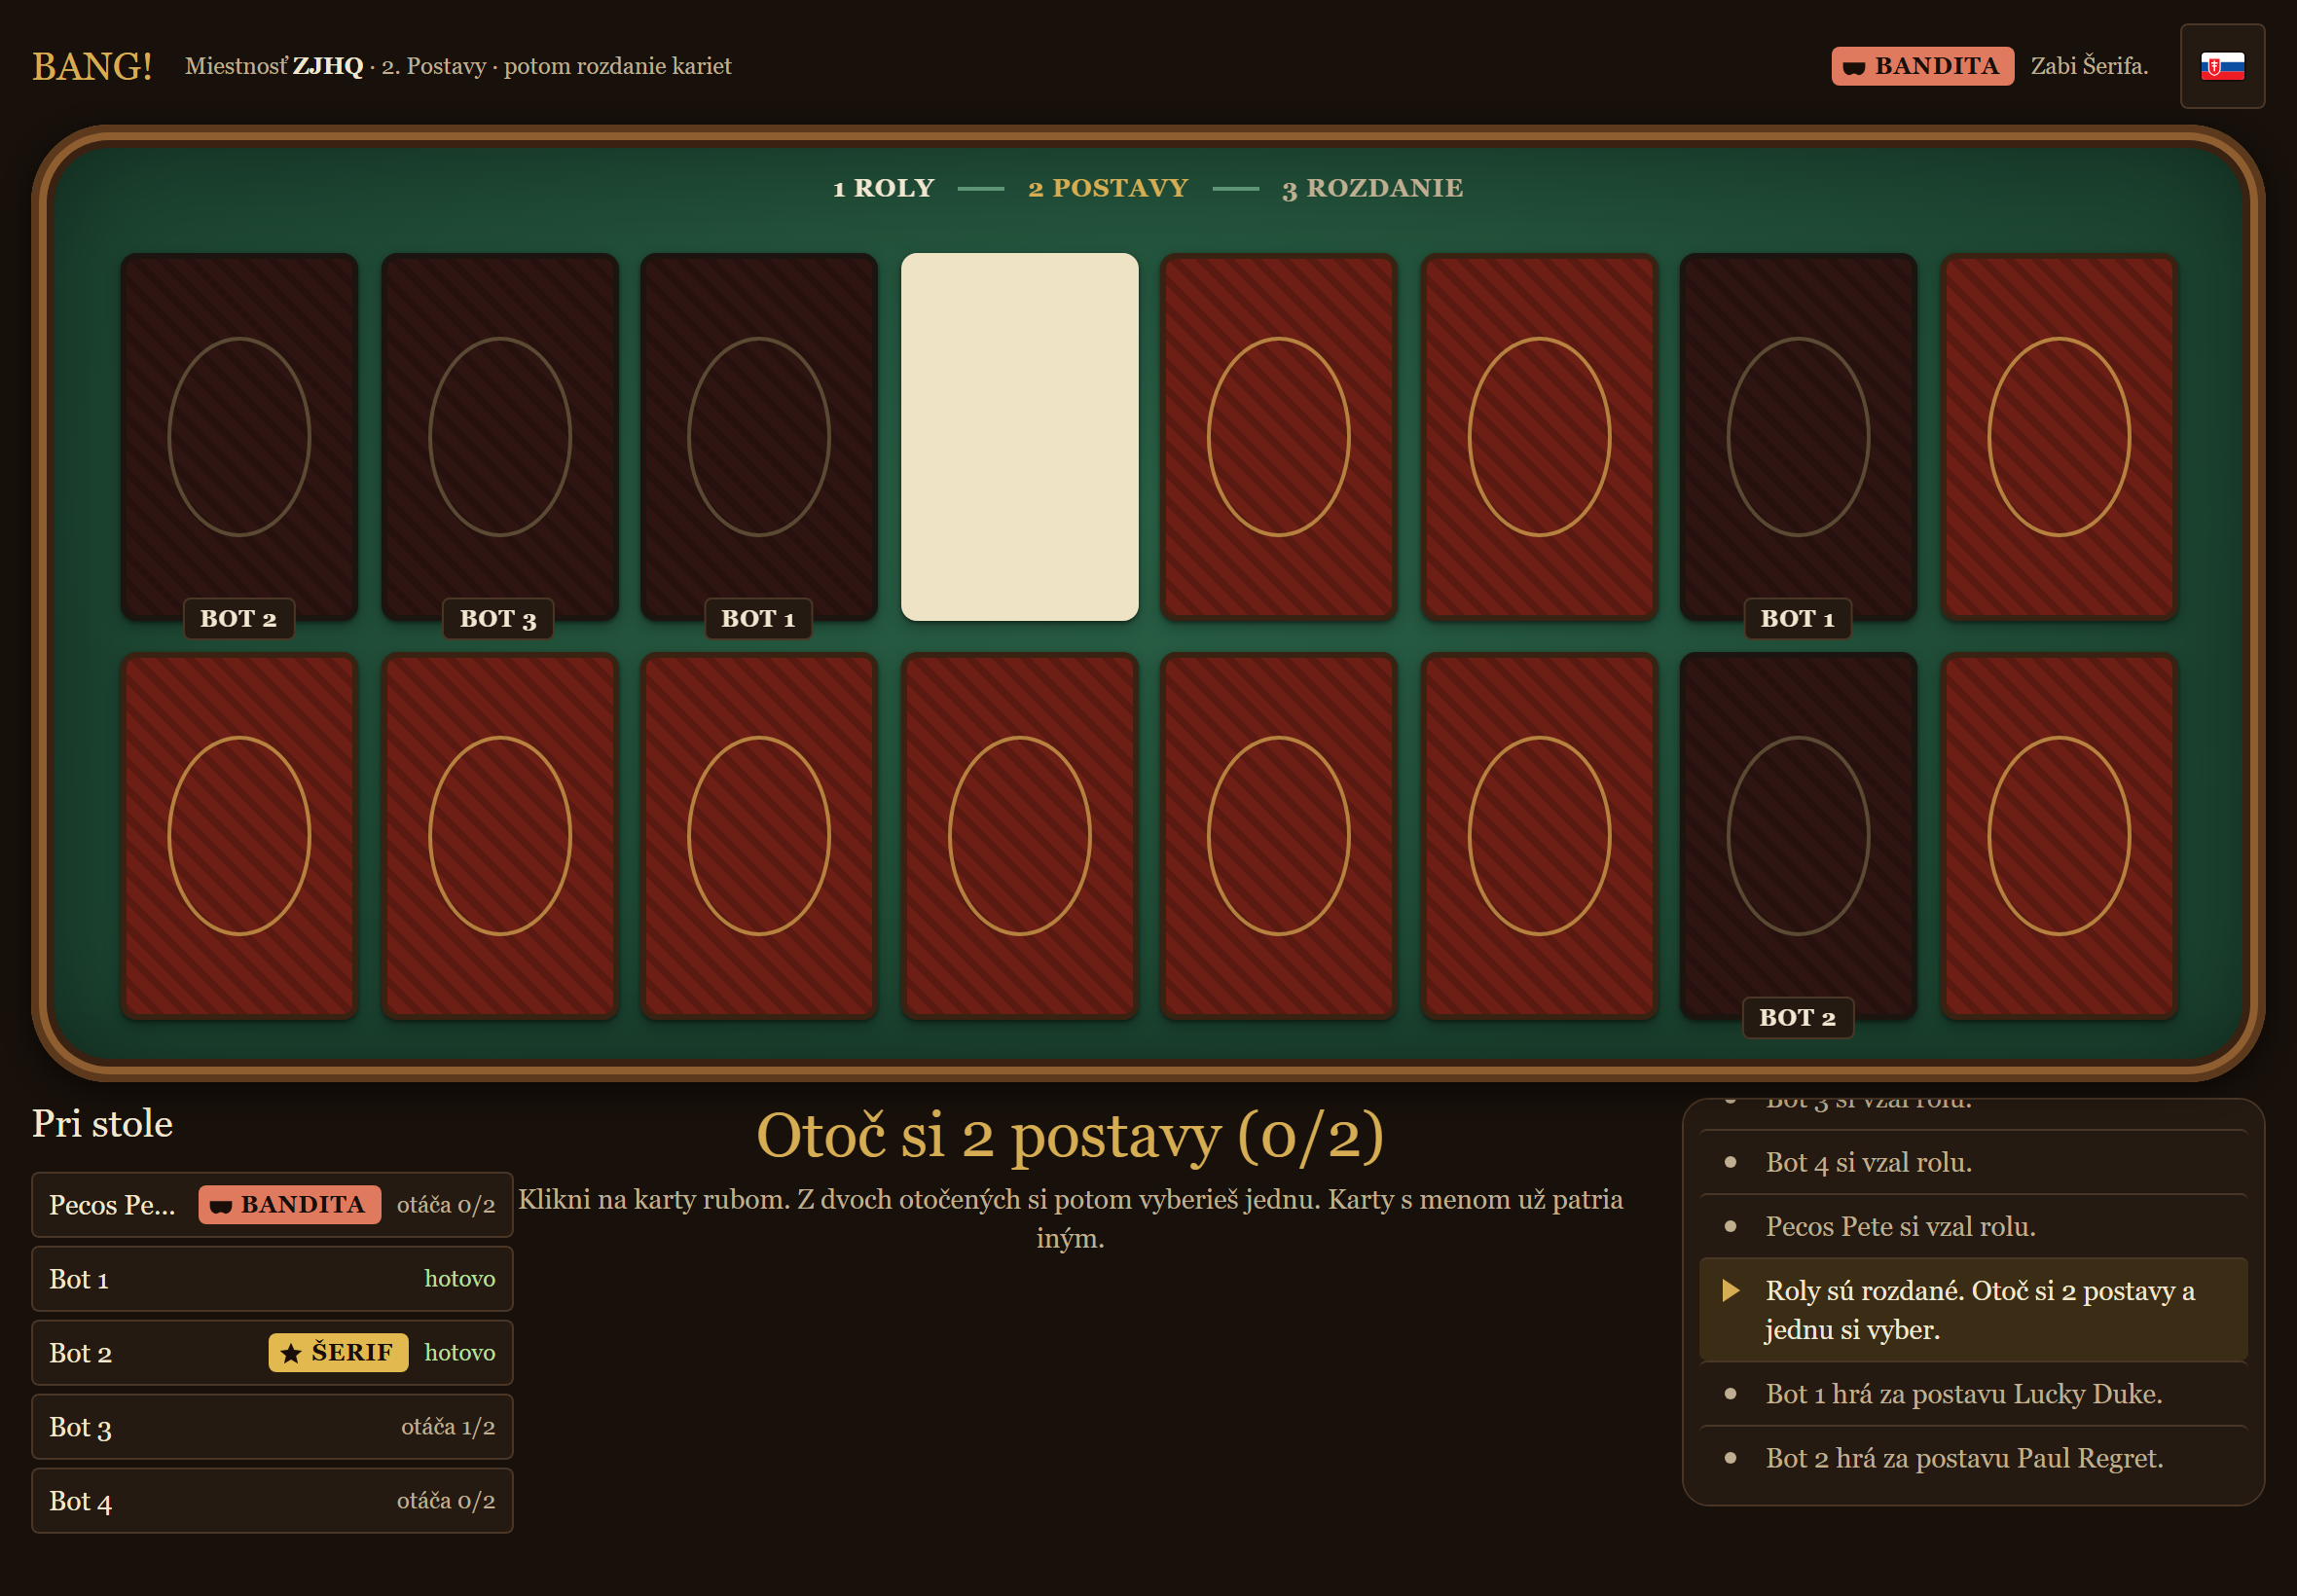 BANG!
Miestnosť ZJHQ · 2. Postavy · potom rozdanie kariet
BANDITA
Zabi Šerifa.
1 ROLY
2 POSTAVY
3 ROZDANIE
BOT 2
BOT 3
BOT 1
BOT 1
BOT 2
Pri stole
Pecos Pe... BANDITA otáča 0/2
Bot 1 hotovo
Bot 2 ŠERIF hotovo
Bot 3 otáča 1/2
Bot 4 otáča 0/2
Otoč si 2 postavy (0/2)
Klikni na karty rubom. Z dvoch otočených si potom vyberieš jednu. Karty s menom už patria
iným.
Bot 3 si vzal rolu.
Bot 4 si vzal rolu.
Pecos Pete si vzal rolu.
Roly sú rozdané. Otoč si 2 postavy a
jednu si vyber.
Bot 1 hrá za postavu Lucky Duke.
Bot 2 hrá za postavu Paul Regret.